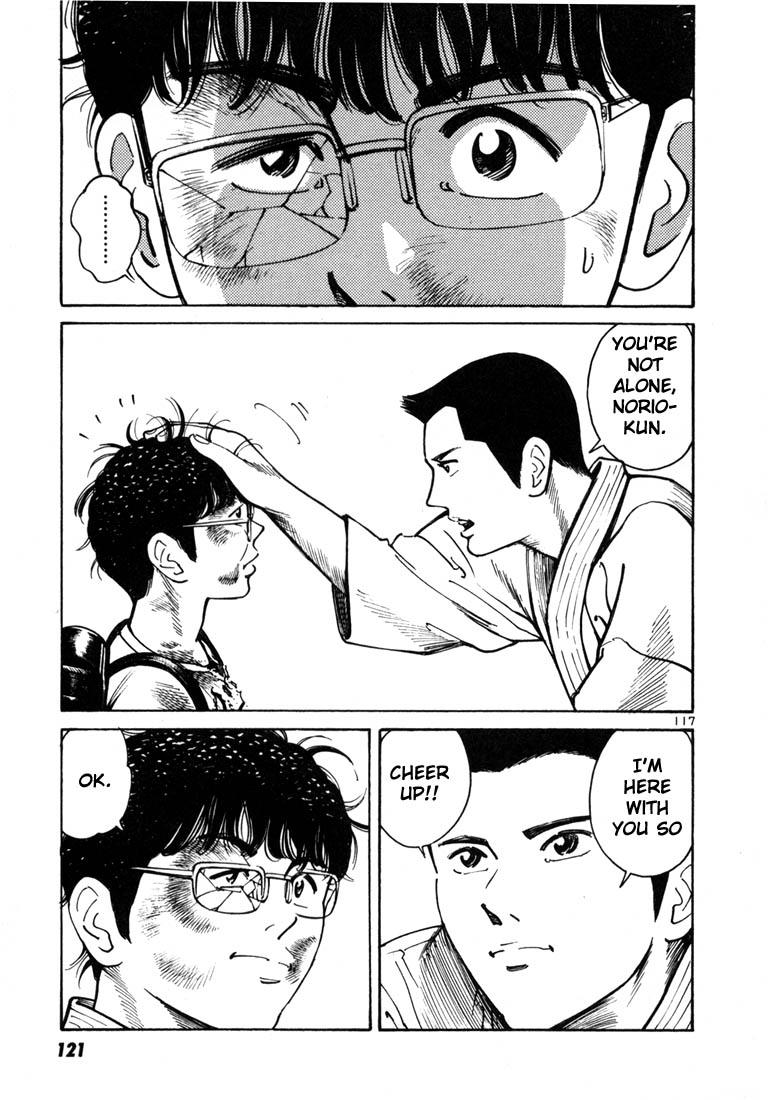 .........
YOU'RE
NOT
ALONE,
NORIO-
KUN.
117
I'M
HERE
WITH
YOU SO
CHEER
UP!!
OK.
121